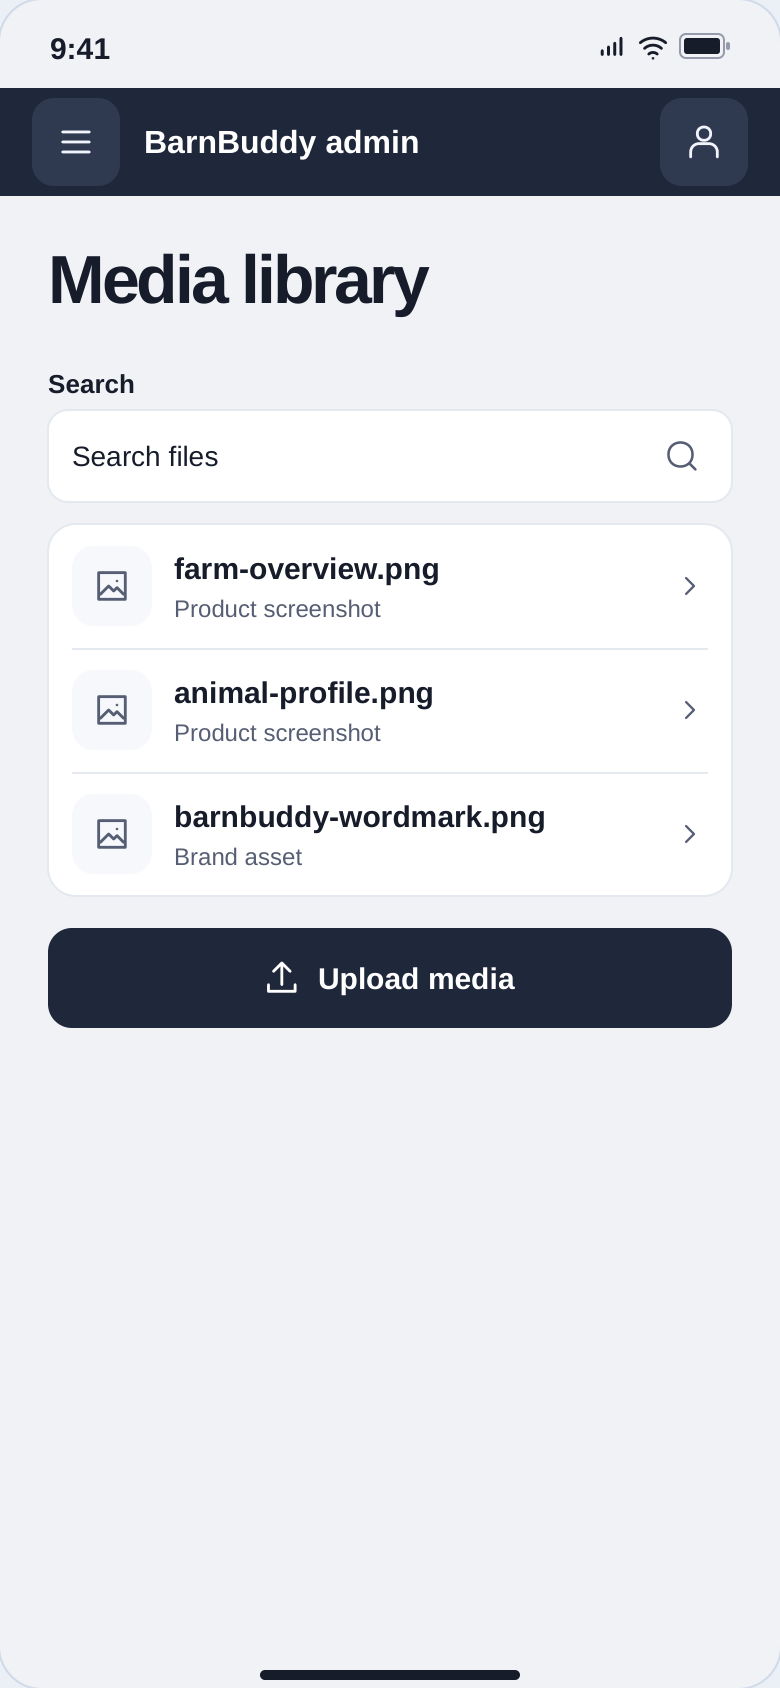 9:41
BarnBuddy admin
Media library
Search
Search files
farm-overview.png
Product screenshot
animal-profile.png
Product screenshot
barnbuddy-wordmark.png
Brand asset
Upload media